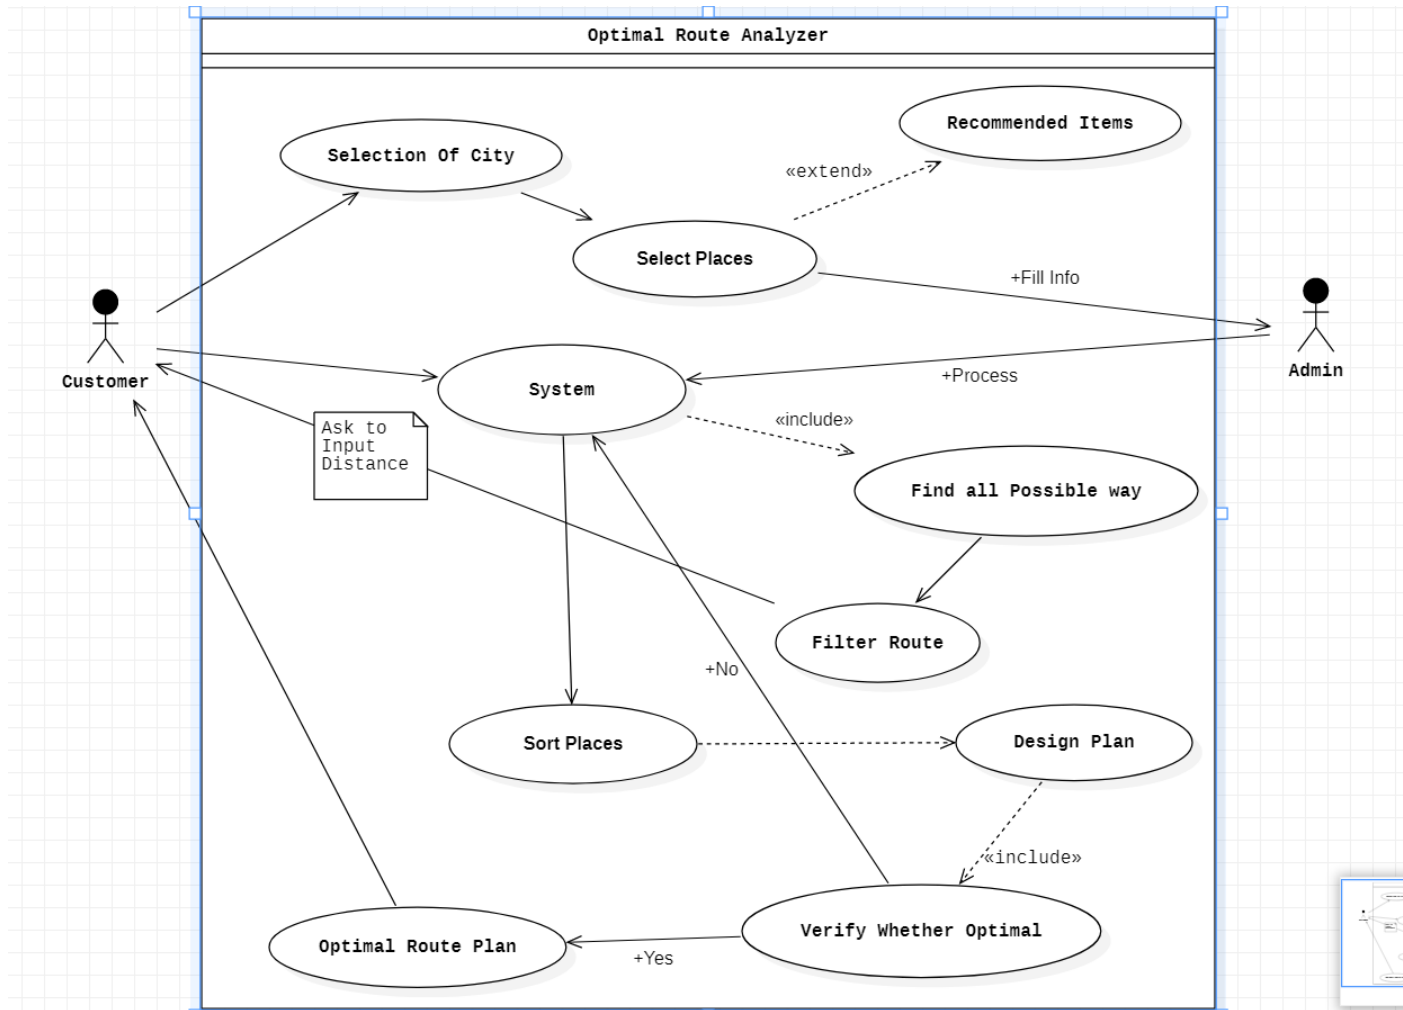 Optimal Route Analyzer
Recommended Items
Selection Of City
«extend»
Select Places
+Fill Info
Customer
System
+Process
Admin
«include»
Ask to
Input
Distance
Find all Possible way
Filter Route
+No
Sort Places
Design Plan
«include»
Verify Whether Optimal
Optimal Route Plan
+Yes